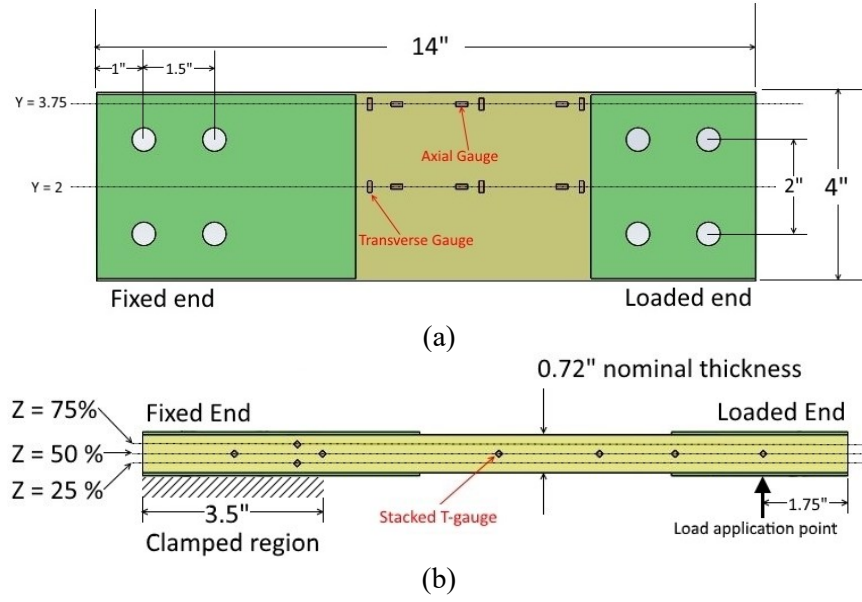 14"
1"
1.5"
Y = 3.75
Axial Gauge
Y = 2
2"
4"
Transverse Gauge
Fixed end
Loaded end
(a)
0.72" nominal thickness
Z = 75%
Fixed End
Loaded End
Z = 50 %
Z = 25 %
3.5"
Stacked T-gauge
1.75"
Clamped region
Load application point
(b)